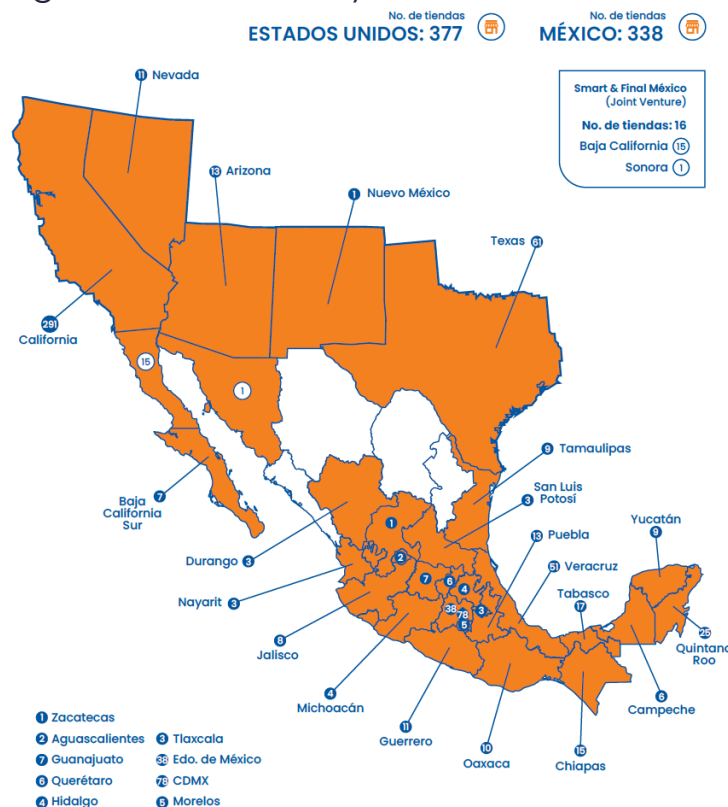 No. de tiendas
ESTADOS UNIDOS: 377
No. de tiendas
MÉXICO: 338
Smart & Final México
(Joint Venture)
No. de tiendas: 16
Baja California 15
Sonora 1
11 Nevada
13 Arizona
1 Nuevo México
Texas 61
291
California
15
1
7
Baja
California
Sur
9 Tamaulipas
San Luis
Potosí
3
13 Puebla
51 Veracruz
Tabasco
17
Yucatán
9
25
Quintana
Roo
6
Campeche
15
Chiapas
10
Oaxaca
11
Guerrero
4
Michoacán
8
Jalisco
Nayarit 3
Durango 3
1
2
7
6
4
38
78
3
5
1 Zacatecas
2 Aguascalientes
7 Guanajuato
6 Querétaro
4 Hidalgo
3 Tlaxcala
38 Edo. de México
78 CDMX
5 Morelos